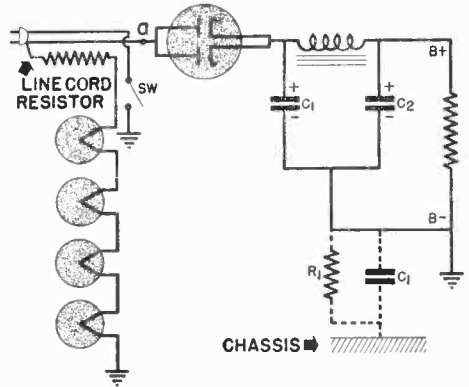 a
B+
LINE CORD
RESISTOR
SW
+
C1
-
+
C2
-
B-
R1
C1
CHASSIS